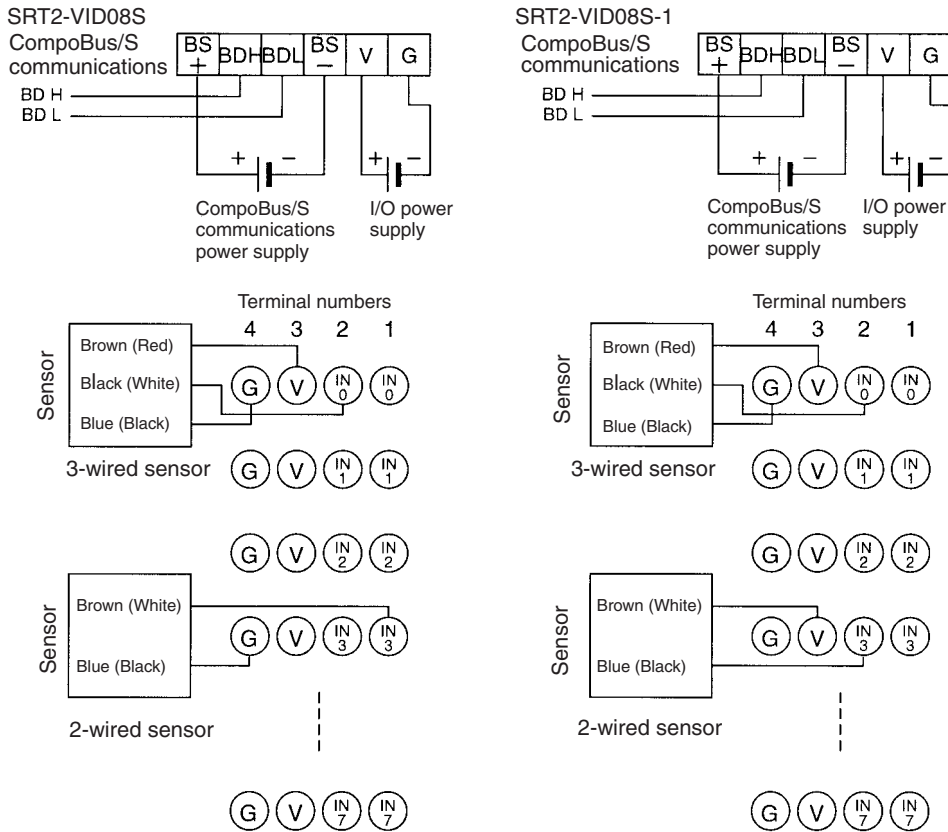 SRT2-VID08S
CompoBus/S
communications
BS
+
BDH
BDL
BS
–
V
G
BD H
BD L
+ –
+ –
CompoBus/S
communications
power supply
I/O power
supply
Terminal numbers
4 3 2 1
Sensor
Brown (Red)
Black (White)
Blue (Black)
G V IN 0 IN 0
3-wired sensor
G V IN 1 IN 1
G V IN 2 IN 2
Sensor
Brown (White)
Blue (Black)
G V IN 3 IN 3
2-wired sensor
G V IN 7 IN 7
SRT2-VID08S-1
CompoBus/S
communications
BS
+
BDH
BDL
BS
–
V
G
BD H
BD L
+ –
+ –
CompoBus/S
communications
power supply
I/O power
supply
Terminal numbers
4 3 2 1
Sensor
Brown (Red)
Black (White)
Blue (Black)
G V IN 0 IN 0
3-wired sensor
G V IN 1 IN 1
G V IN 2 IN 2
Sensor
Brown (White)
Blue (Black)
G V IN 3 IN 3
2-wired sensor
G V IN 7 IN 7